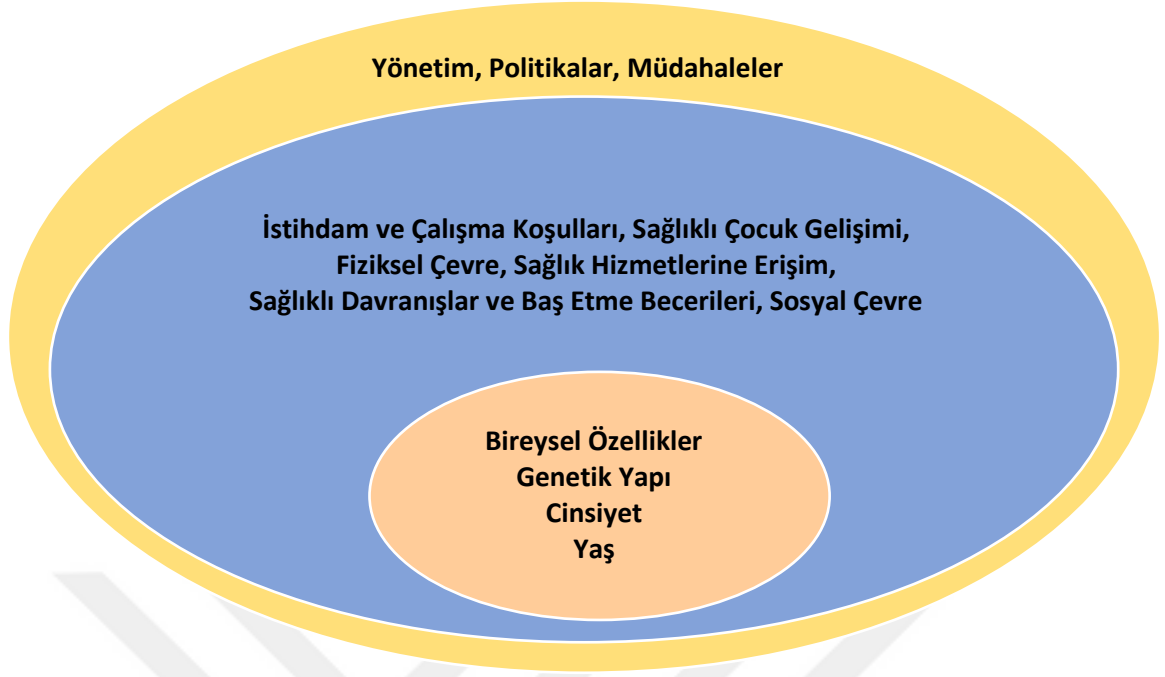 Yönetim, Politikalar, Müdahaleler
İstihdam ve Çalışma Koşulları, Sağlıklı Çocuk Gelişimi,
Fiziksel Çevre, Sağlık Hizmetlerine Erişim,
Sağlıklı Davranışlar ve Baş Etme Becerileri, Sosyal Çevre
Bireysel Özellikler
Genetik Yapı
Cinsiyet
Yaş